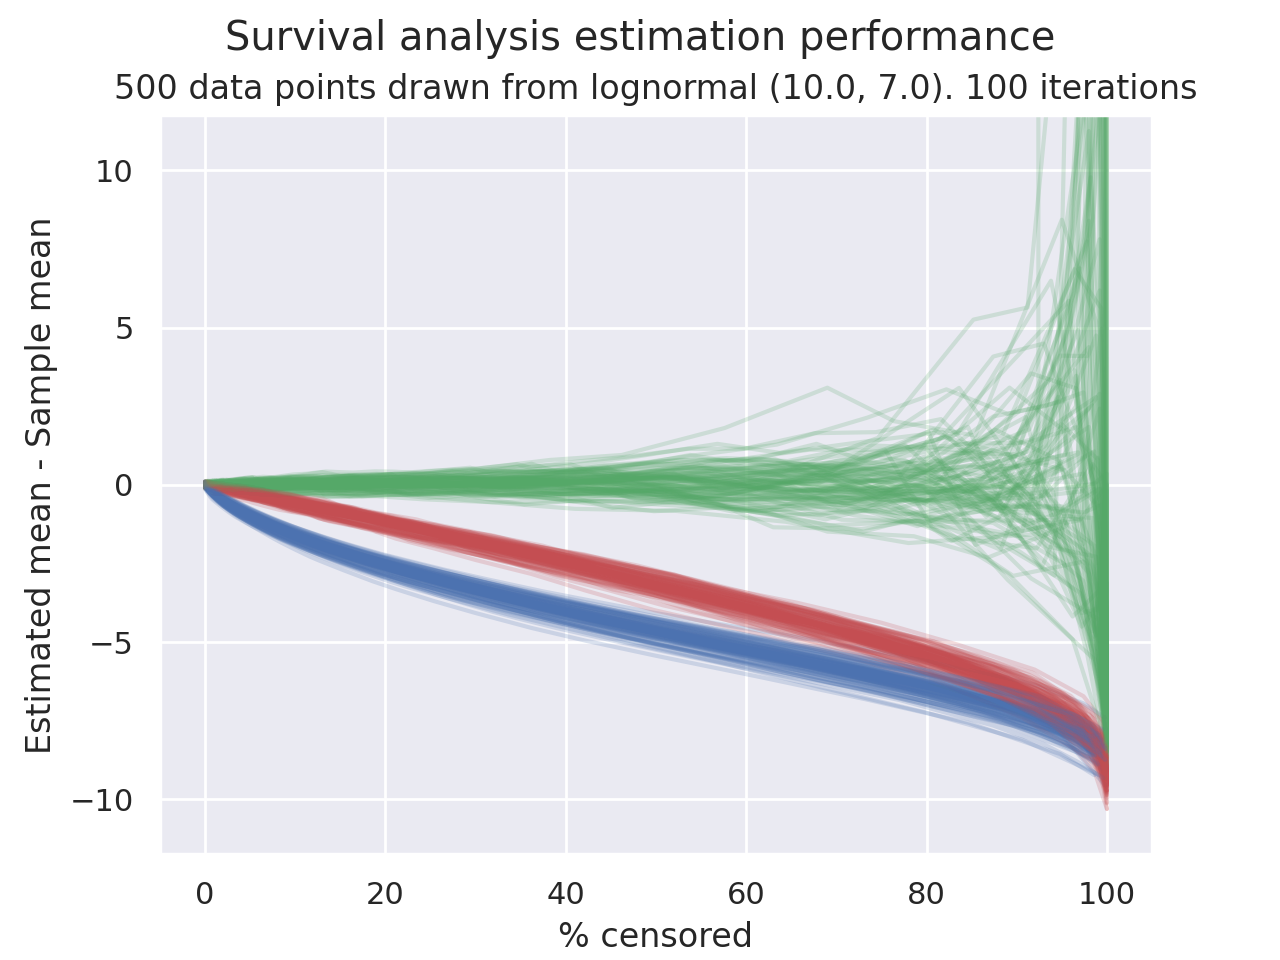 Survival analysis estimation performance
500 data points drawn from lognormal (10.0, 7.0). 100 iterations
Estimated mean - Sample mean
10
5
0
−5
−10
0 20 40 60 80 100
% censored